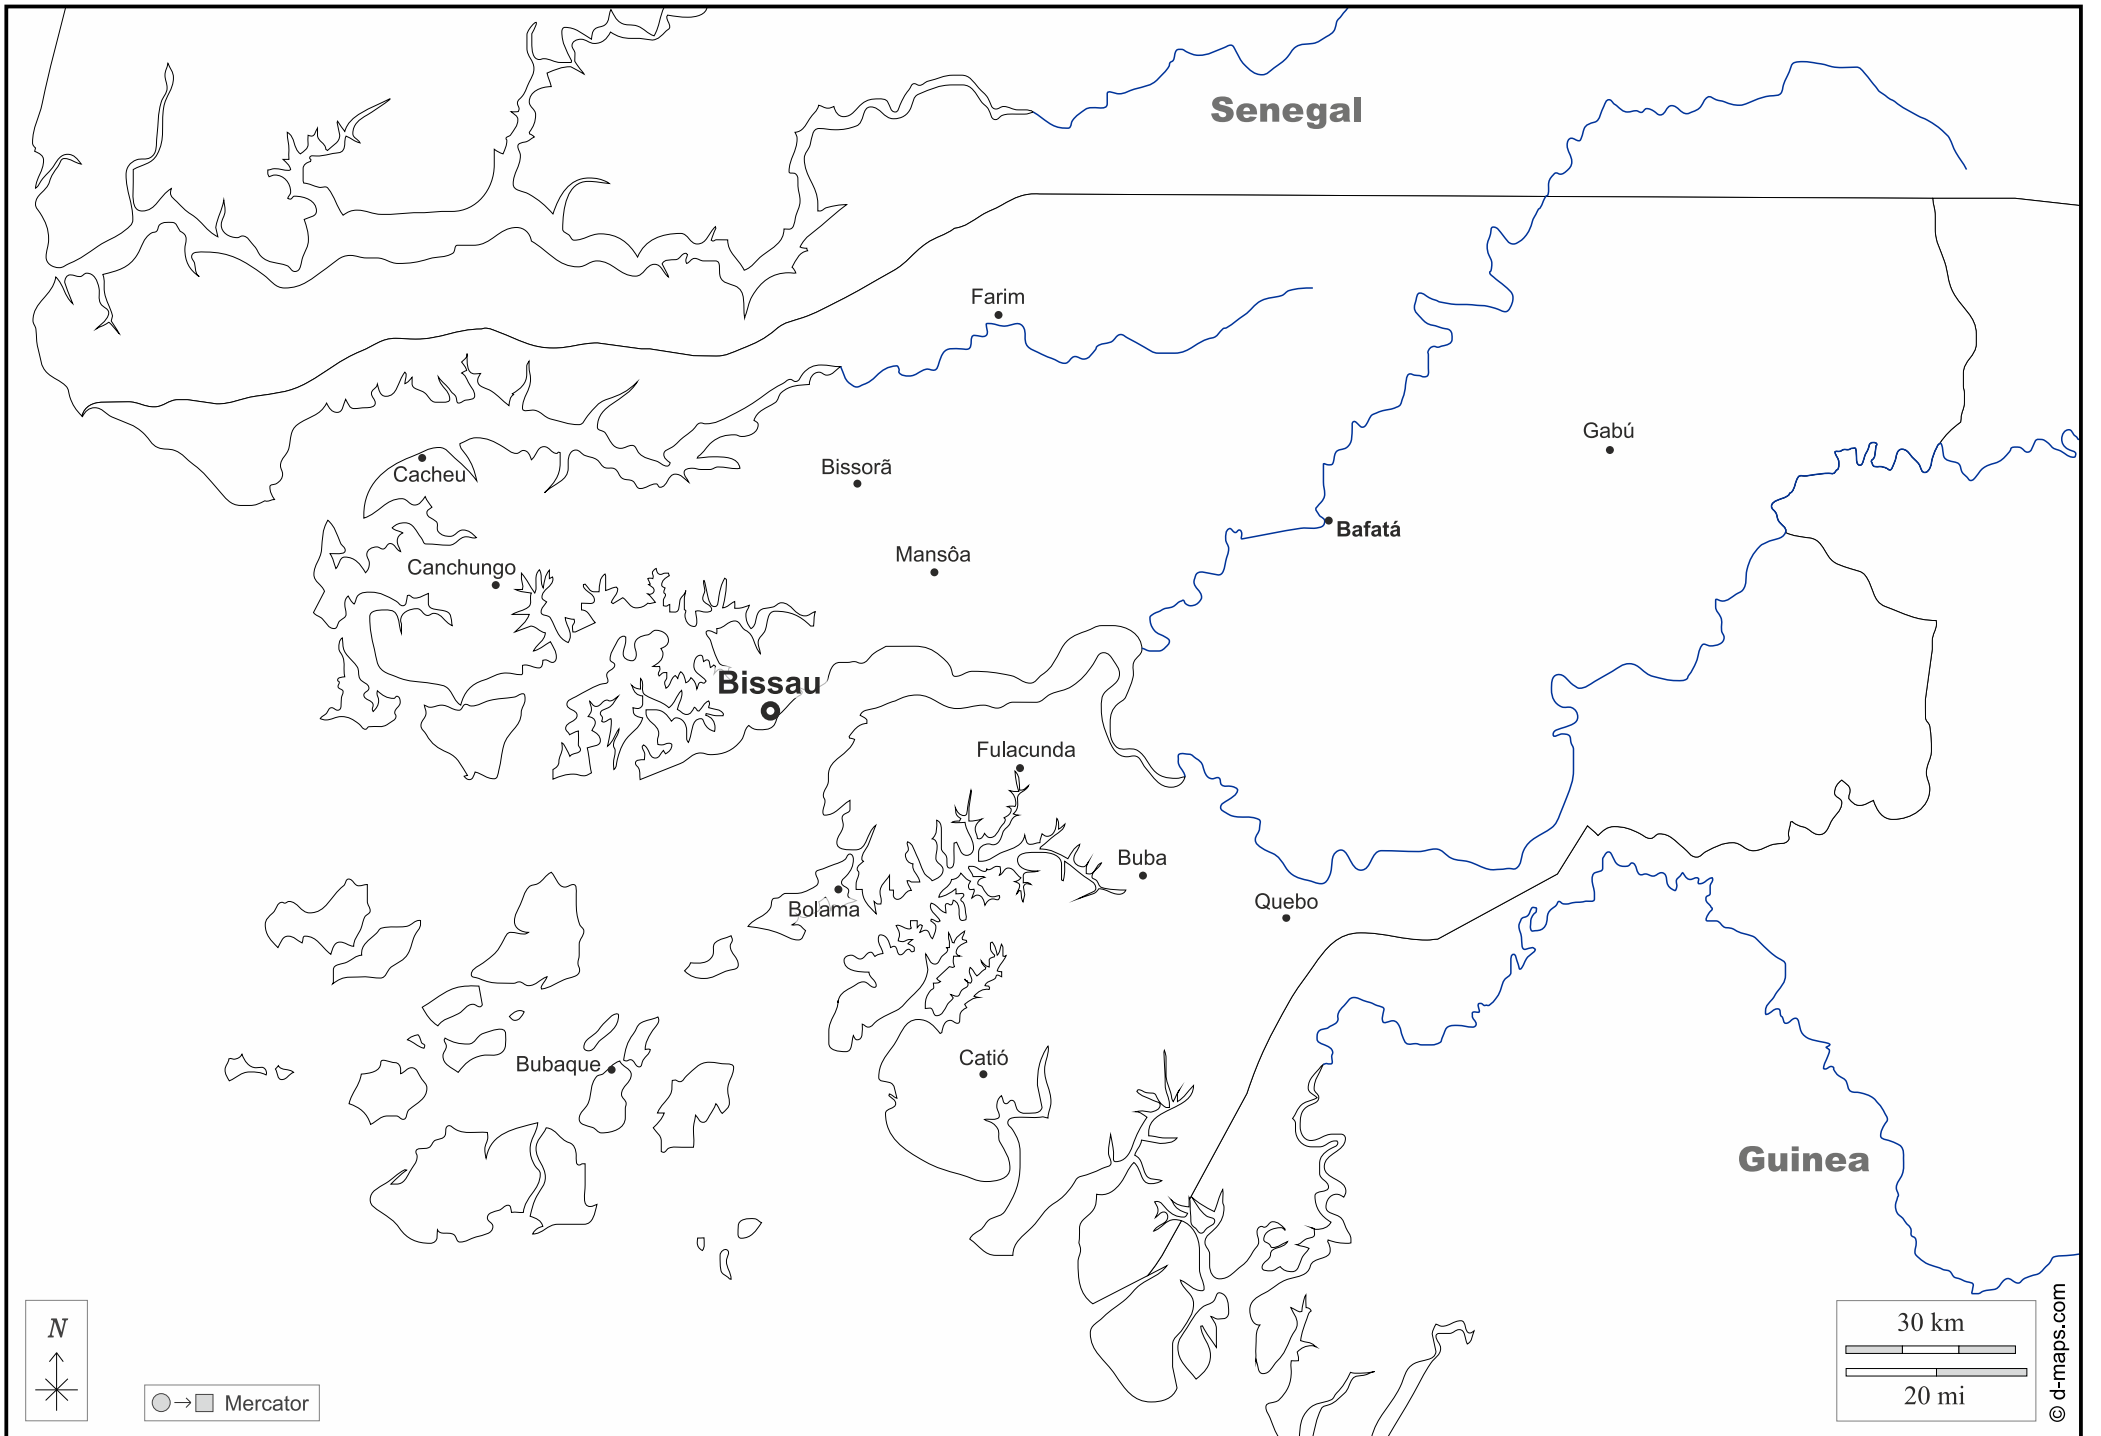 Senegal
Farim
Gabú
Bissorã
Cacheu
Bafatá
Mansôa
Canchungo
Bissau
Fulacunda
Buba
Quebo
Bolama
Catió
Bubaque
Guinea
N
Mercator
30 km
20 mi
© d-maps.com